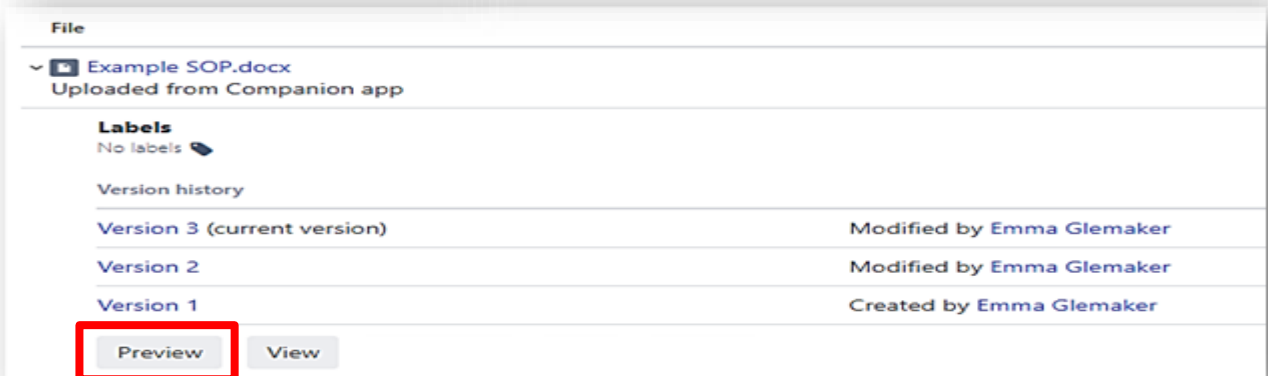 File
Example SOP.docx
Uploaded from Companion app
Labels
No labels
Version history
Version 3 (current version) Modified by Emma Glemaker
Version 2 Modified by Emma Glemaker
Version 1 Created by Emma Glemaker
Preview View